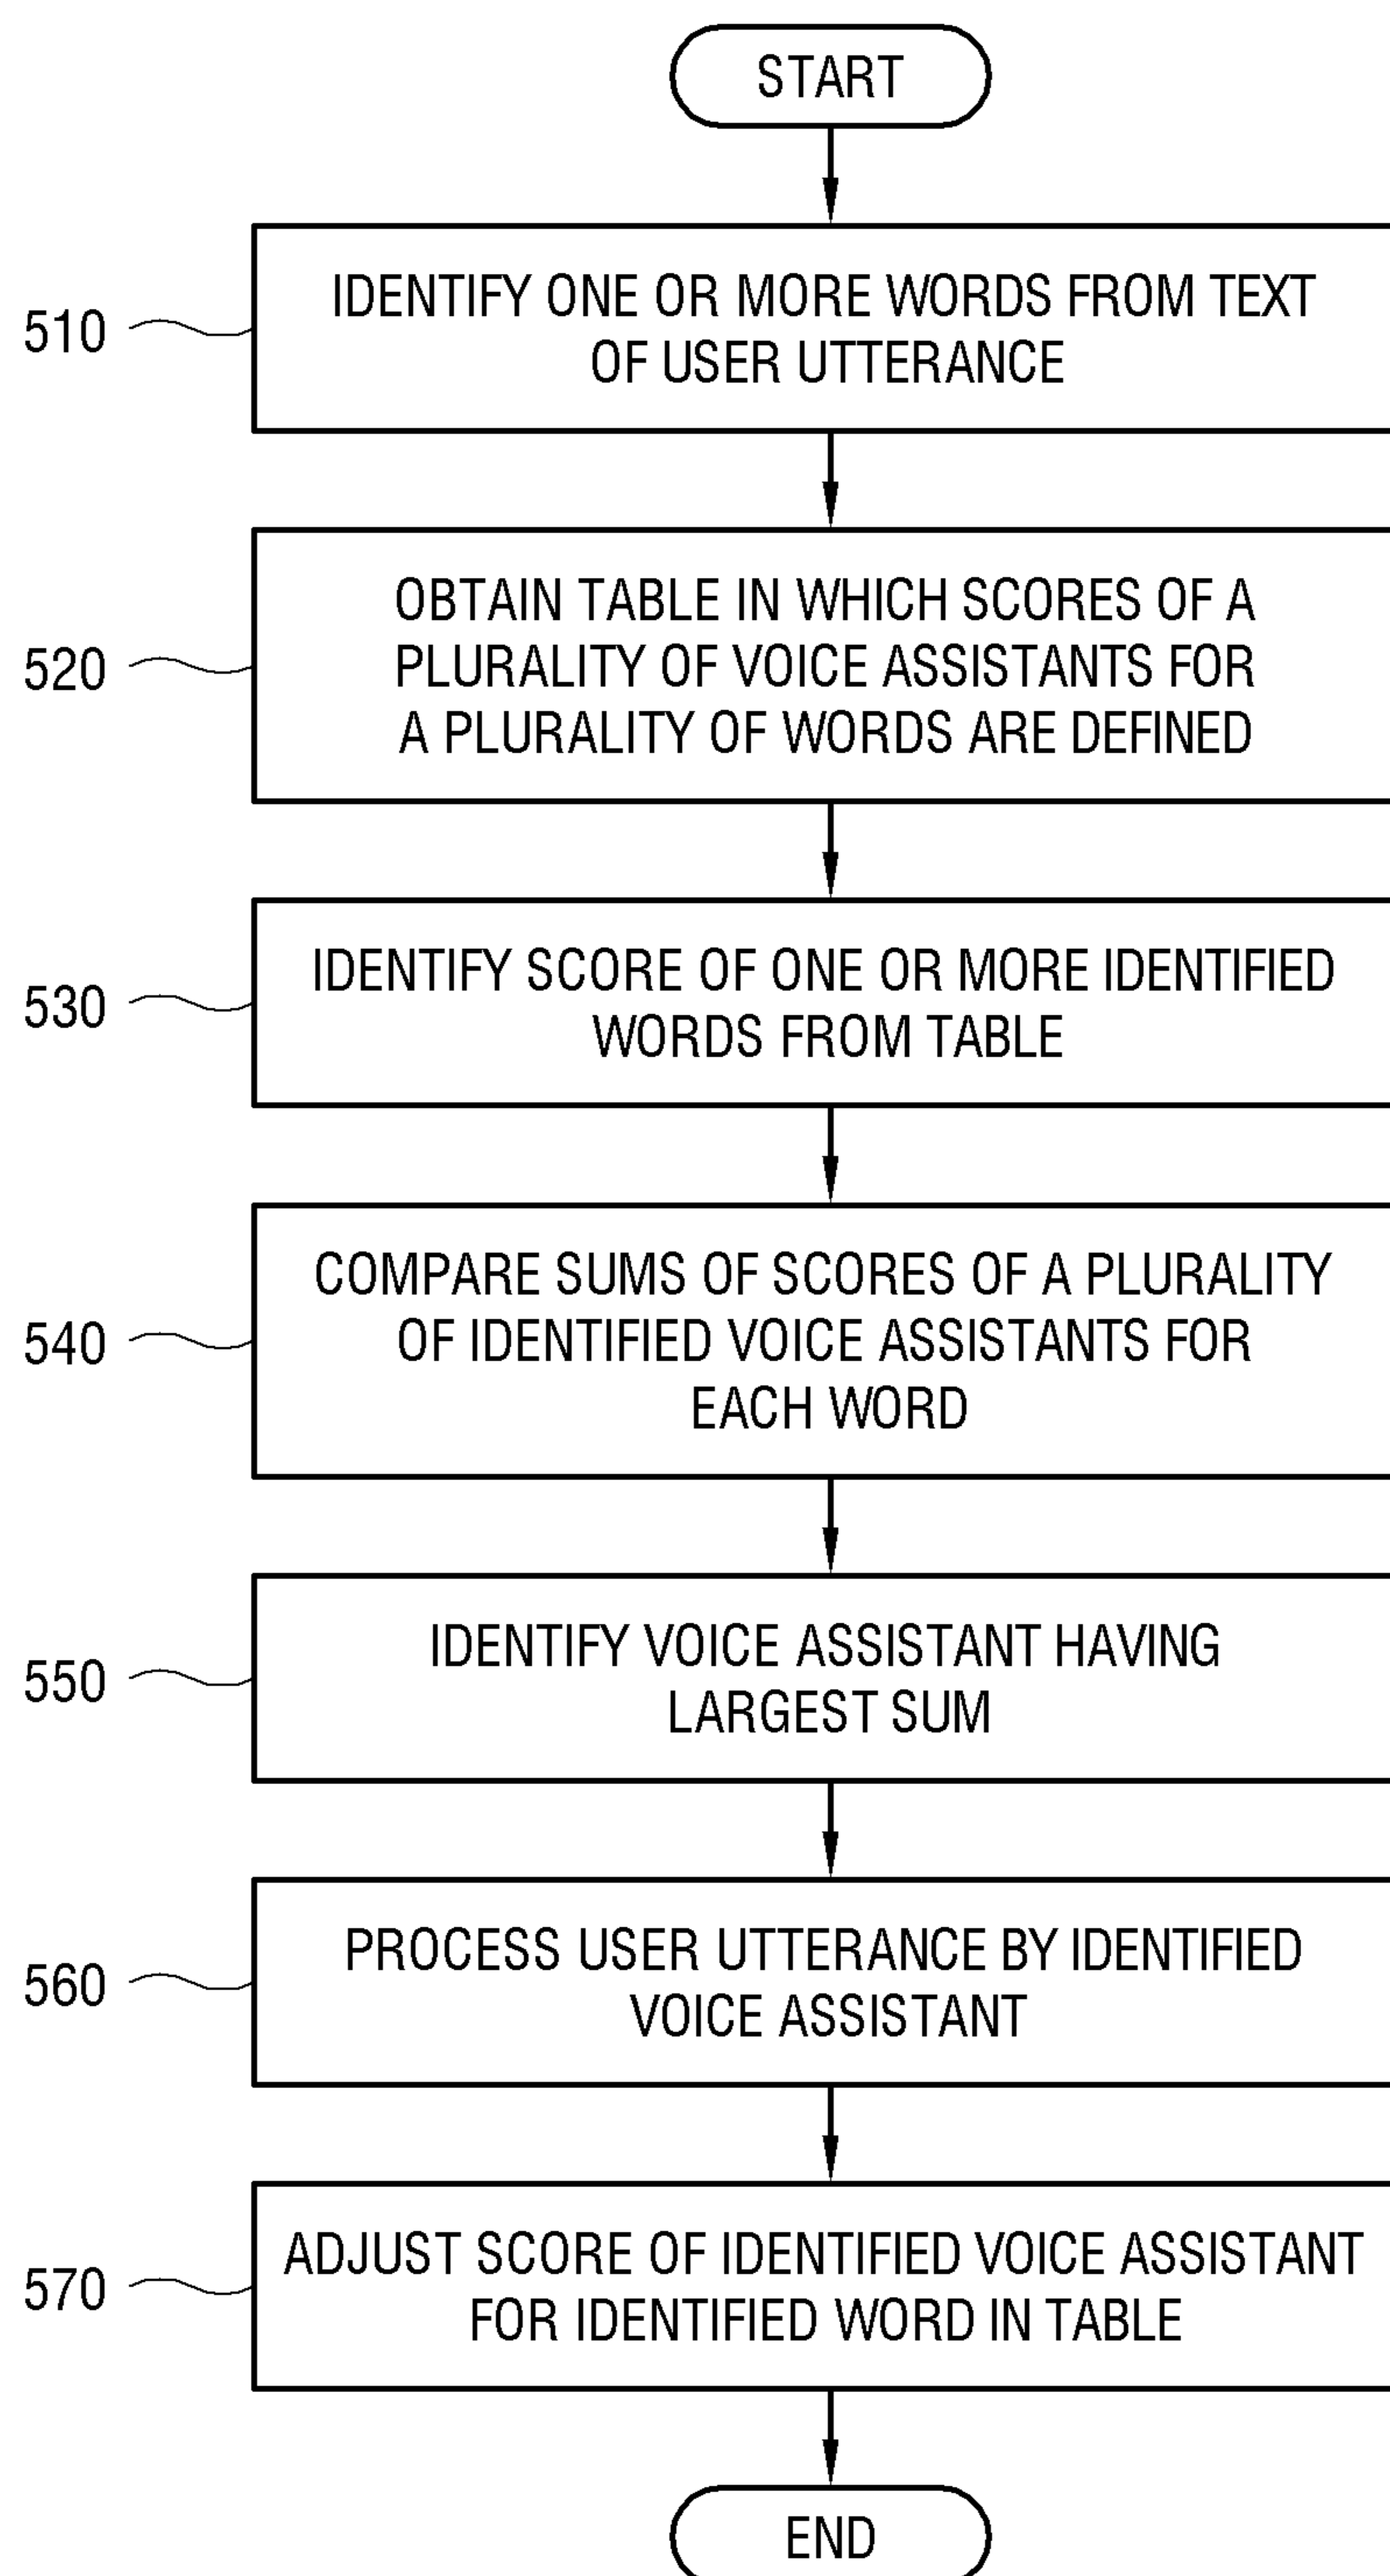 START
510
IDENTIFY ONE OR MORE WORDS FROM TEXT
OF USER UTTERANCE
520
OBTAIN TABLE IN WHICH SCORES OF A
PLURALITY OF VOICE ASSISTANTS FOR
A PLURALITY OF WORDS ARE DEFINED
530
IDENTIFY SCORE OF ONE OR MORE IDENTIFIED
WORDS FROM TABLE
540
COMPARE SUMS OF SCORES OF A PLURALITY
OF IDENTIFIED VOICE ASSISTANTS FOR
EACH WORD
550
IDENTIFY VOICE ASSISTANT HAVING
LARGEST SUM
560
PROCESS USER UTTERANCE BY IDENTIFIED
VOICE ASSISTANT
570
ADJUST SCORE OF IDENTIFIED VOICE ASSISTANT
FOR IDENTIFIED WORD IN TABLE
END